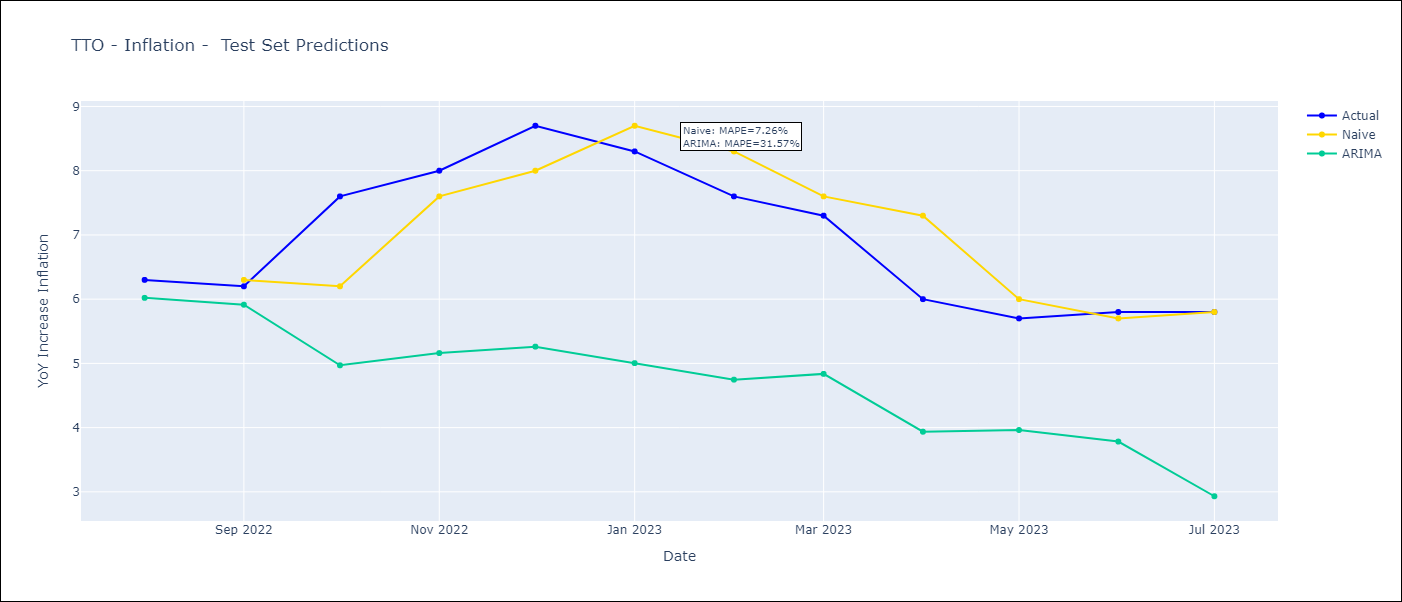 TTO - Inflation -  Test Set Predictions
9
8
7
6
5
4
3
YoY Increase Inflation
Naive: MAPE=7.26%
ARIMA: MAPE=31.57%
Actual
Naive
ARIMA
Sep 2022
Nov 2022
Jan 2023
Mar 2023
May 2023
Jul 2023
Date